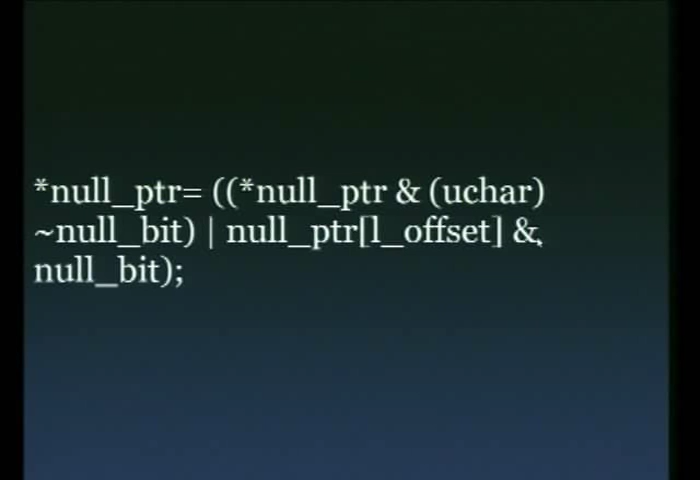 *null_ptr= ((*null_ptr & (uchar)
~null_bit) | null_ptr[l_offset] &
null_bit);